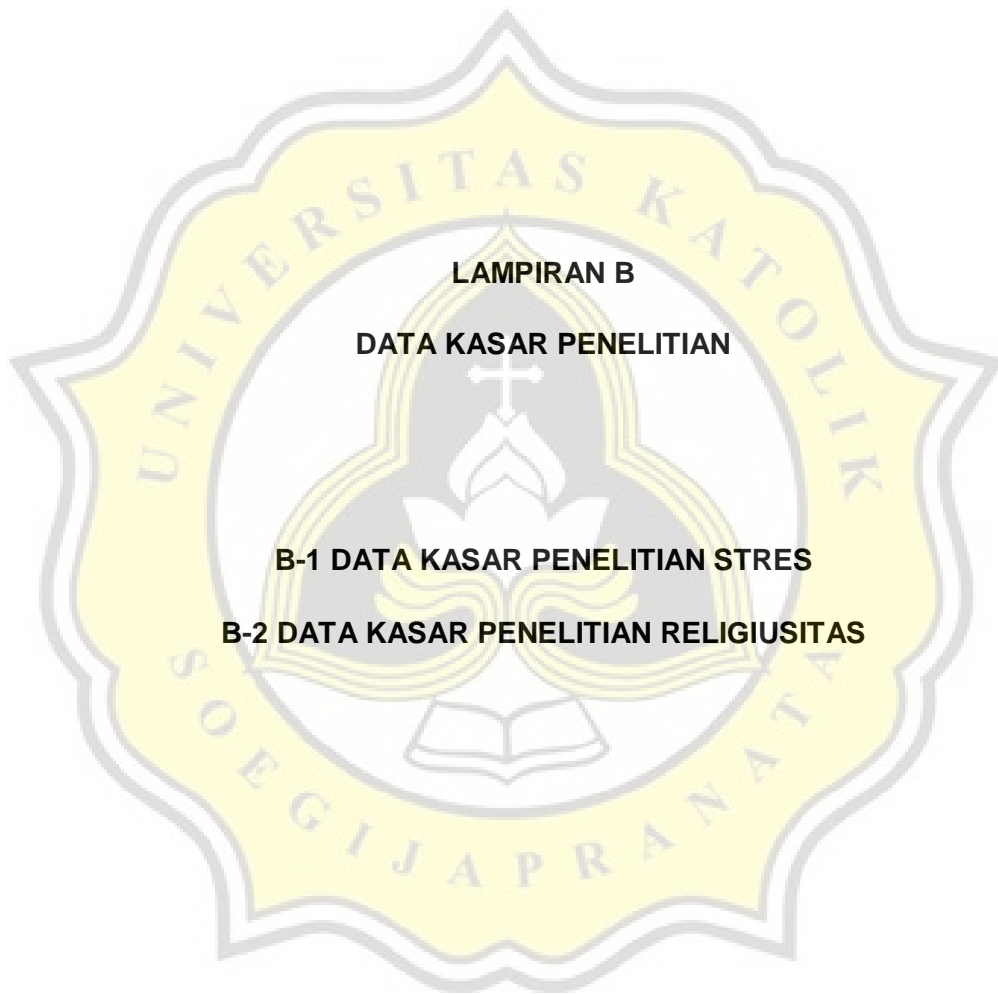 UNIVERSITAS KATOLIK
LAMPIRAN B
DATA KASAR PENELITIAN
B-1 DATA KASAR PENELITIAN STRES
B-2 DATA KASAR PENELITIAN RELIGIUSITAS
SOEGIJAPRANATA